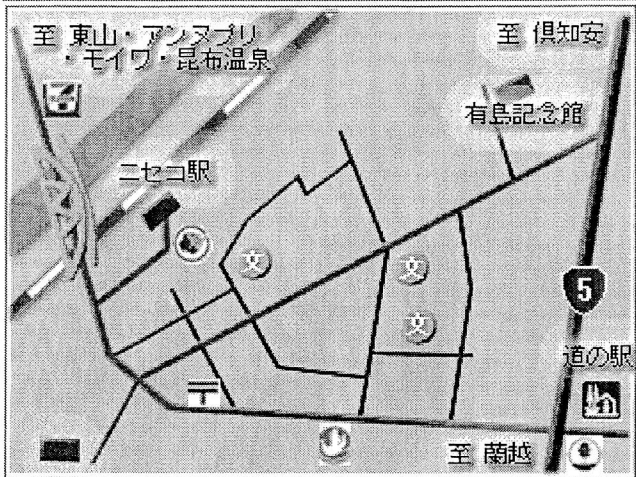 至 東山・アンヌプリ
・モイワ・昆布温泉
至 倶知安
有島記念館
ニセコ駅
文
文
文
5
道の駅
〒
至 蘭越